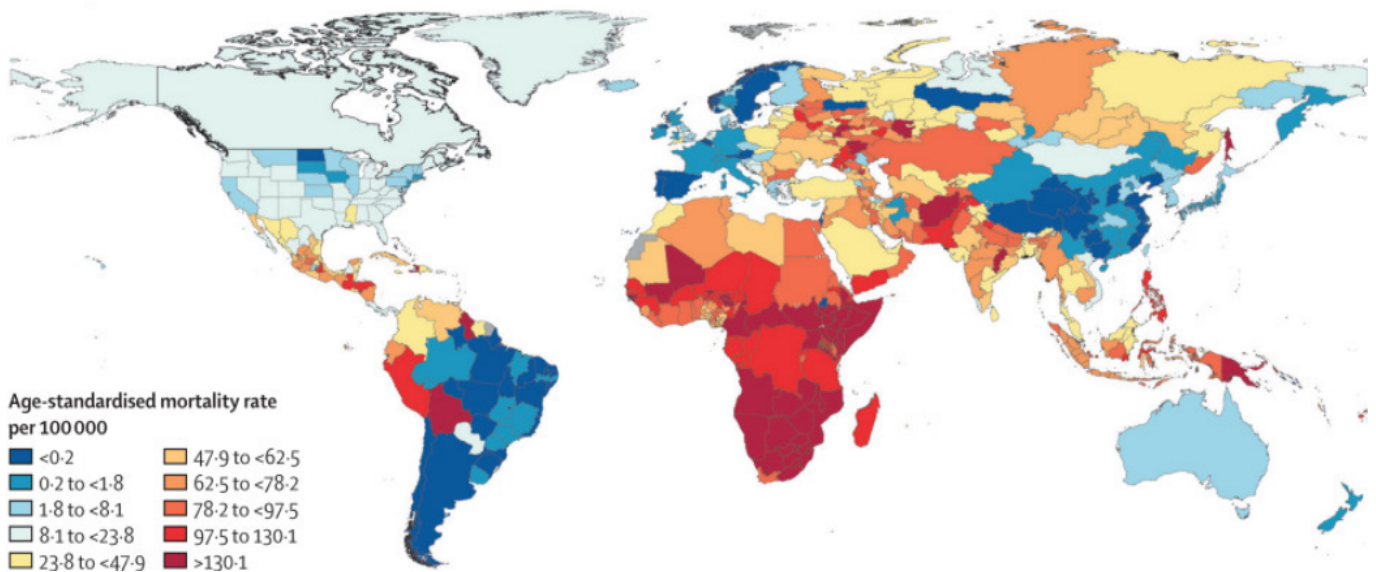 Age-standardised mortality rate
per 100 000
<0·2
0·2 to <1·8
1·8 to <8·1
8·1 to <23·8
23·8 to <47·9
47·9 to <62·5
62·5 to <78·2
78·2 to <97·5
97·5 to 130·1
>130·1